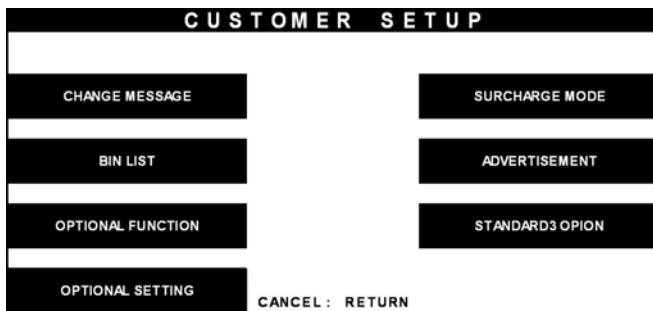 CUSTOMER SETUP
CHANGE MESSAGE
SURCHARGE MODE
BIN LIST
ADVERTISEMENT
OPTIONAL FUNCTION
STANDARD3 OPION
OPTIONAL SETTING
CANCEL : RETURN